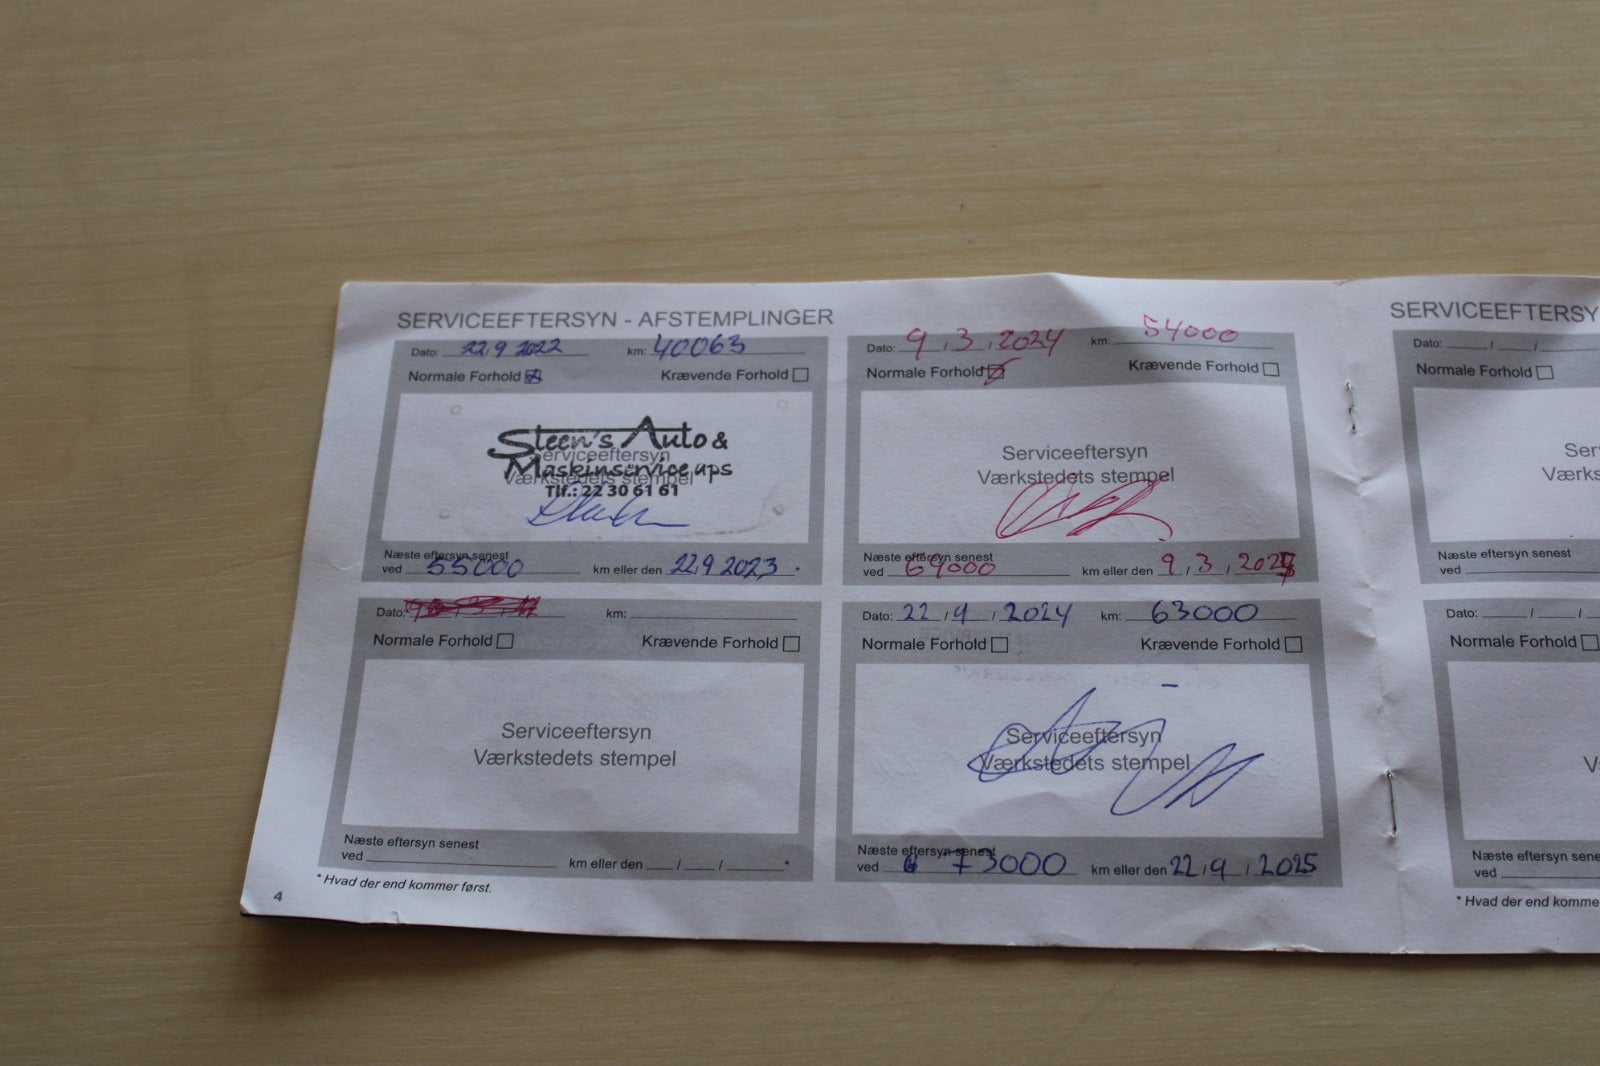 SERVICEEFTERSYN - AFSTEMPLINGER
Dato: 22.9 2022 km: 40063
Normale Forhold Krævende Forhold
Steen's Auto &
Serviceeftersyn
Maskinservice aps
Værkstedets stempel
Tlf.: 22 30 61 61
Næste eftersyn senest
ved 55000 km eller den 22.9 2023 *
Dato: 9 / 3 / 2024 km: 54000
Normale Forhold Krævende Forhold
Serviceeftersyn
Værkstedets stempel
Næste eftersyn senest
ved 69000 km eller den 9 / 3 / 2025
Dato: km:
Normale Forhold Krævende Forhold
Serviceeftersyn
Værkstedets stempel
Næste eftersyn senest
ved km eller den / / *
* Hvad der end kommer først.
4
Dato: 22 / 9 / 2024 km: 63000
Normale Forhold Krævende Forhold
Serviceeftersyn
Værkstedets stempel
Næste eftersyn senest
ved 73000 km eller den 22 / 9 / 2025
SERVICEEFTERSY
Dato: / /
Normale Forhold
Ser
Værks
Næste eftersyn senest
ved
Dato: / /
Normale Forhold
V
Næste eftersyn sene
ved
* Hvad der end komme